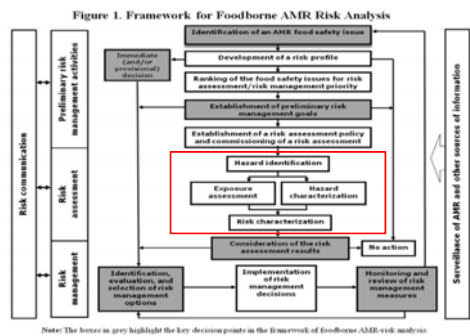 Figure 1. Framework for Foodborne AMR Risk Analysis
Identification of an AMR food safety issue
Immediate
(and/or
provisional)
decision
Development of a risk profile
Ranking of the food safety issues for risk
assessment/risk management priority
Establishment of preliminary risk
management goals
Establishment of a risk assessment policy
and commissioning of a risk assessment
Hazard identification
Exposure
assessment
Hazard
characterization
Risk characterization
Consideration of the risk
assessment results
No action
Identification,
evaluation, and
selection of risk
management
options
Implementation
of risk
management
decisions
Monitoring and
review of risk
management
measures
Risk communication
Preliminary risk
management activities
Risk
assessment
Risk
management
Surveillance of AMR and other sources of information
Note: The boxes in grey highlight the key decision points in the framework of foodborne AMR-risk analysis